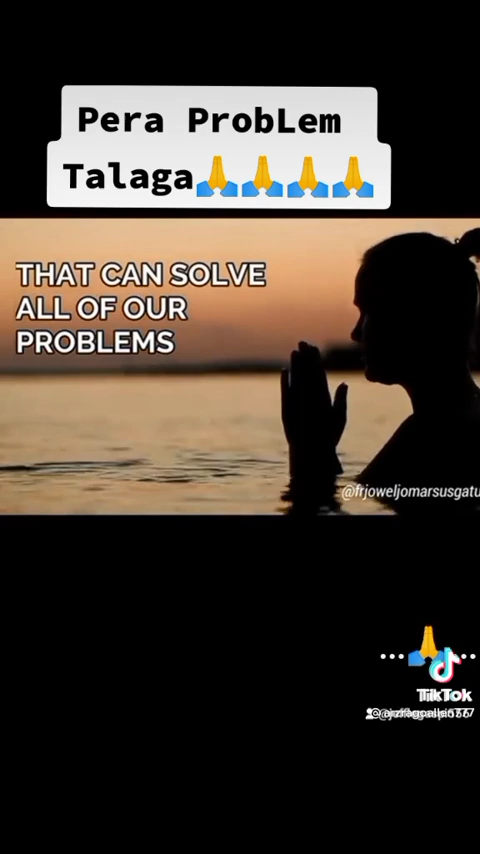 Pera ProbLem
Talaga🙏🙏🙏🙏
THAT CAN SOLVE
ALL OF OUR
PROBLEMS
@frjoweljomarsusgatu
TikTok